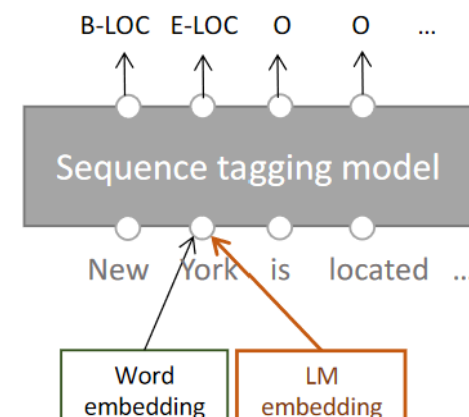 B-LOC E-LOC O O ...
Sequence tagging model
New York is located ...
Word LM
embedding embedding